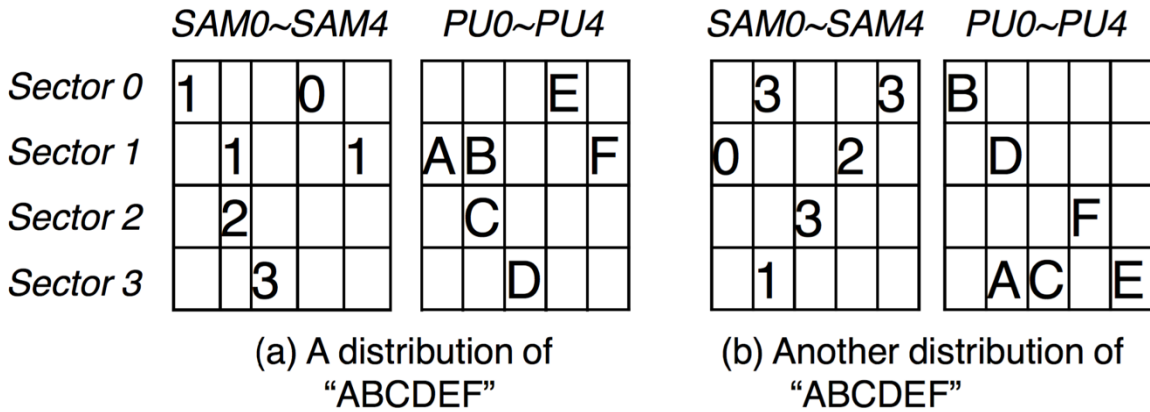 SAM0~SAM4 PU0~PU4 SAM0~SAM4 PU0~PU4
Sector 0 1 0 E 3 3 B
Sector 1 1 1 A B F 0 2 D
Sector 2 2 C 3 F
Sector 3 3 D 1 A C E
(a) A distribution of (b) Another distribution of
“ABCDEF” “ABCDEF”